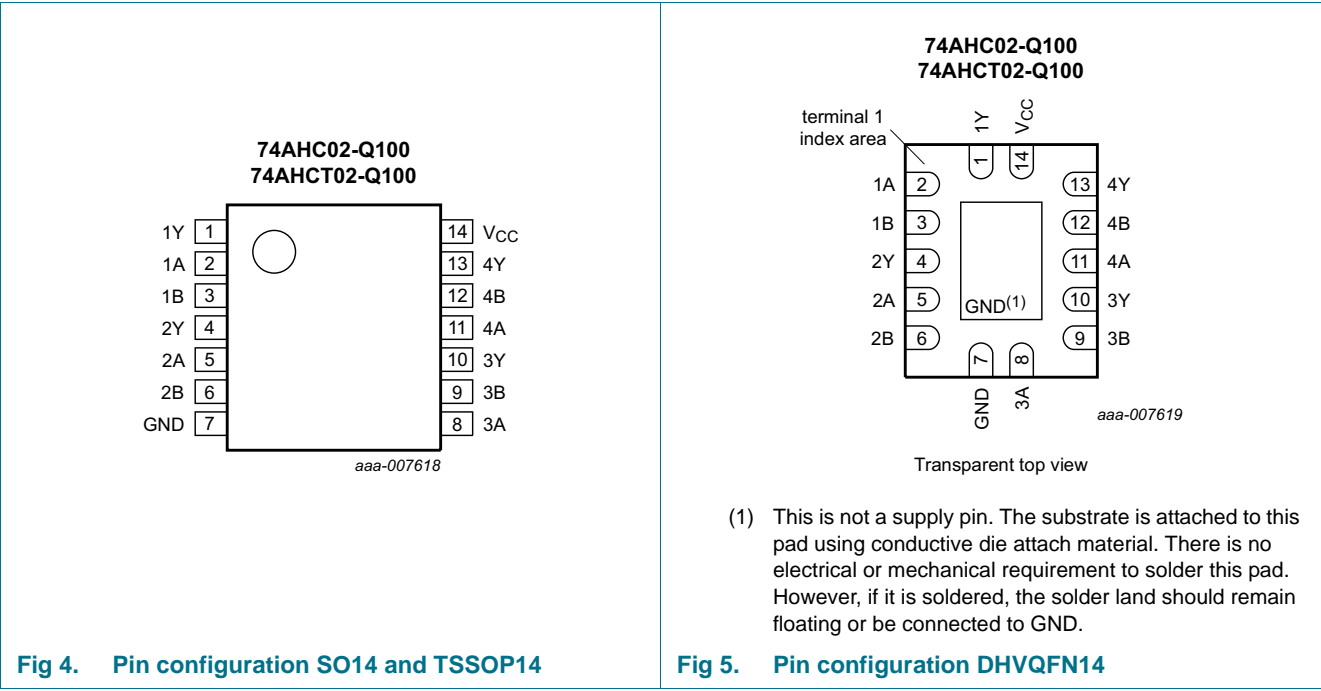 74AHC02-Q100
74AHCT02-Q100
1Y 1
1A 2
1B 3
2Y 4
2A 5
2B 6
GND 7
14 VCC
13 4Y
12 4B
11 4A
10 3Y
9 3B
8 3A
aaa-007618
Fig 4. Pin configuration SO14 and TSSOP14
74AHC02-Q100
74AHCT02-Q100
terminal 1
index area
1Y
VCC
1
14
1A 2
1B 3
2Y 4
2A 5
2B 6
13 4Y
12 4B
11 4A
10 3Y
9 3B
GND(1)
7
8
GND
3A
aaa-007619
Transparent top view
(1) This is not a supply pin. The substrate is attached to this
pad using conductive die attach material. There is no
electrical or mechanical requirement to solder this pad.
However, if it is soldered, the solder land should remain
floating or be connected to GND.
Fig 5. Pin configuration DHVQFN14